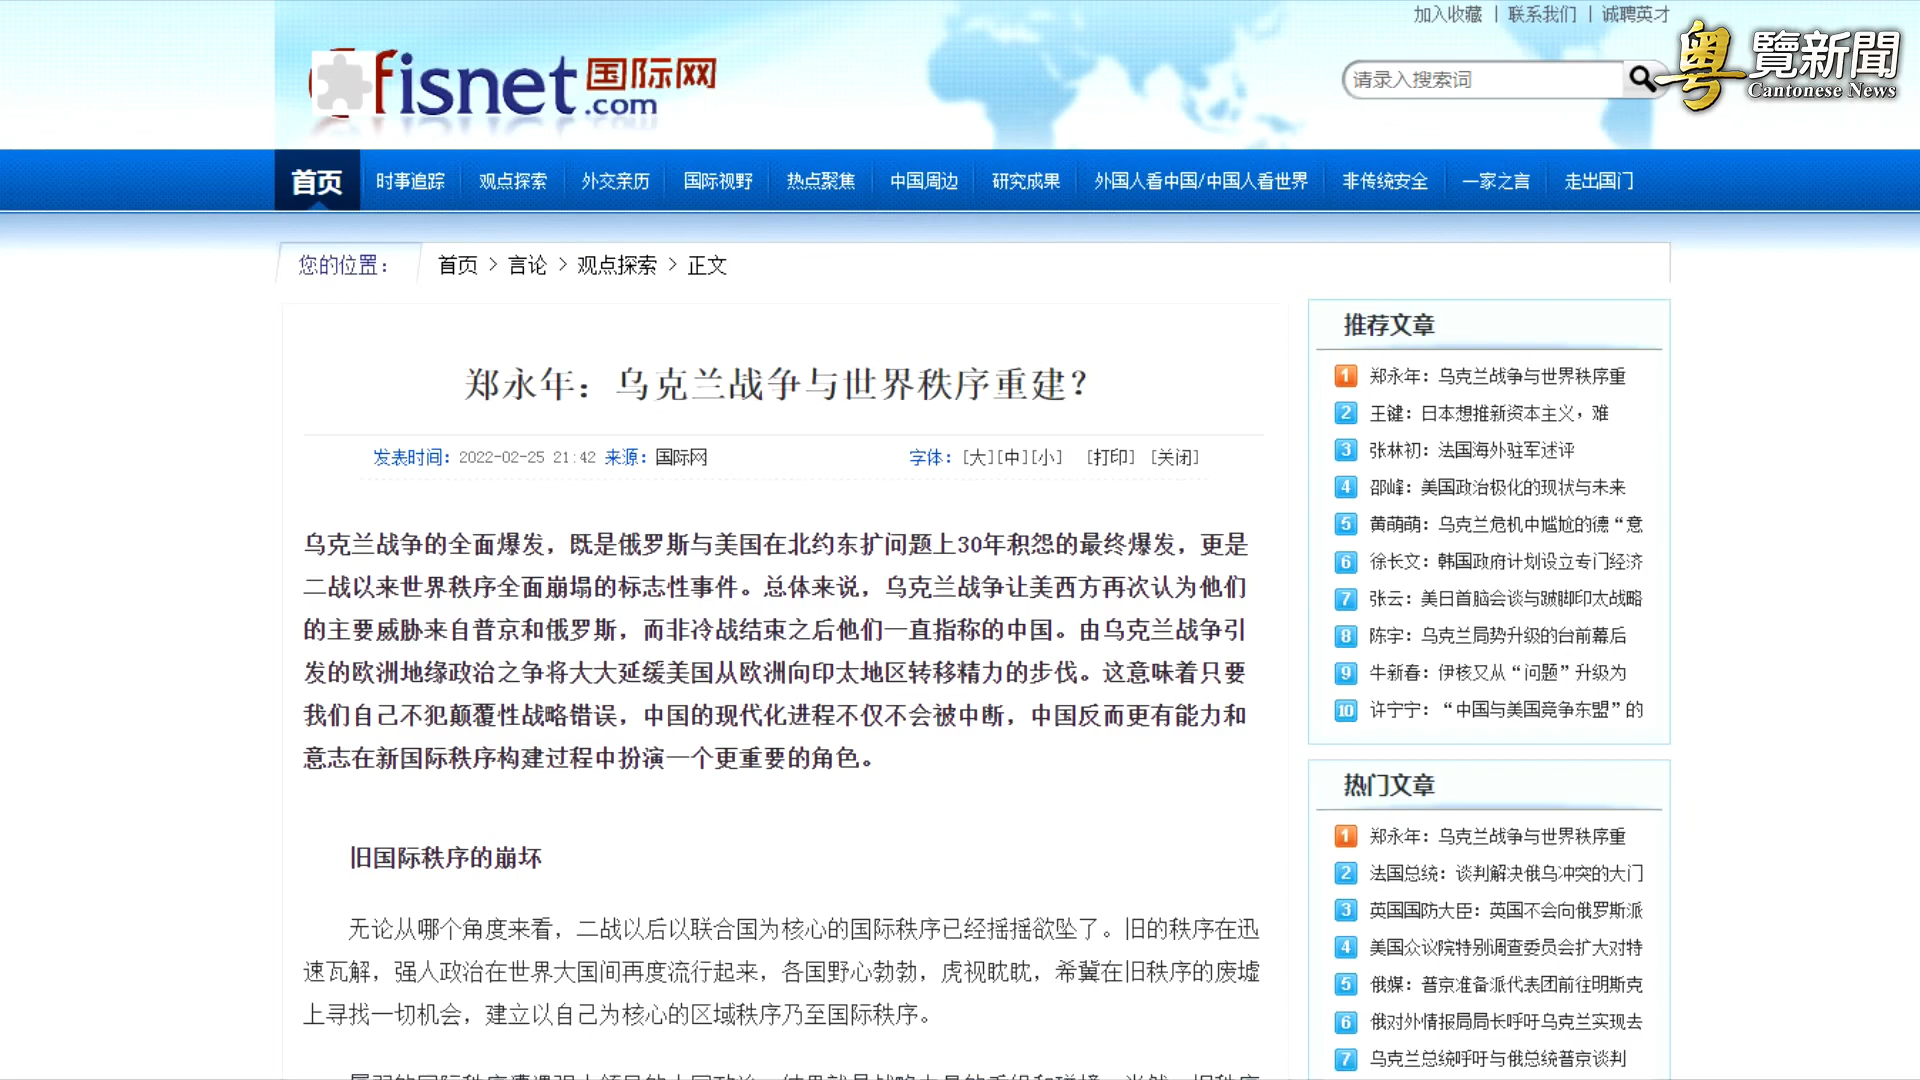 加入收藏 | 联系我们 | 诚聘英才
fisnet国际网
.com
请录入搜索词
粤覽新聞
Cantonese News
首页 时事追踪 观点探索 外交亲历 国际视野 热点聚焦 中国周边 研究成果 外国人看中国/中国人看世界 非传统安全 一家之言 走出国门
您的位置： 首页 > 言论 > 观点探索 > 正文
郑永年：乌克兰战争与世界秩序重建？
发表时间：2022-02-25 21:42 来源：国际网 字体：[大][中][小] [打印] [关闭]
乌克兰战争的全面爆发，既是俄罗斯与美国在北约东扩问题上30年积怨的最终爆发，更是
二战以来世界秩序全面崩塌的标志性事件。总体来说，乌克兰战争让美西方再次认为他们
的主要威胁来自普京和俄罗斯，而非冷战结束之后他们一直指称的中国。由乌克兰战争引
发的欧洲地缘政治之争将大大延缓美国从欧洲向印太地区转移精力的步伐。这意味着只要
我们自己不犯颠覆性战略错误，中国的现代化进程不仅不会被中断，中国反而更有能力和
意志在新国际秩序构建过程中扮演一个更重要的角色。
旧国际秩序的崩坏
无论从哪个角度来看，二战以后以联合国为核心的国际秩序已经摇摇欲坠了。旧的秩序在迅
速瓦解，强人政治在世界大国间再度流行起来，各国野心勃勃，虎视眈眈，希冀在旧秩序的废墟
上寻找一切机会，建立以自己为核心的区域秩序乃至国际秩序。
推荐文章
1 郑永年：乌克兰战争与世界秩序重
2 王键：日本想推新资本主义，难
3 张林初：法国海外驻军述评
4 邵峰：美国政治极化的现状与未来
5 黄萌萌：乌克兰危机中尴尬的德“意
6 徐长文：韩国政府计划设立专门经济
7 张云：美日首脑会谈与跛脚印太战略
8 陈宇：乌克兰局势升级的台前幕后
9 牛新春：伊核又从“问题”升级为
10 许宁宁：“中国与美国竞争东盟”的
热门文章
1 郑永年：乌克兰战争与世界秩序重
2 法国总统：谈判解决俄乌冲突的大门
3 英国国防大臣：英国不会向俄罗斯派
4 美国众议院特别调查委员会扩大对特
5 俄媒：普京准备派代表团前往明斯克
6 俄对外情报局局长呼吁乌克兰实现去
7 乌克兰总统呼吁与俄总统普京谈判